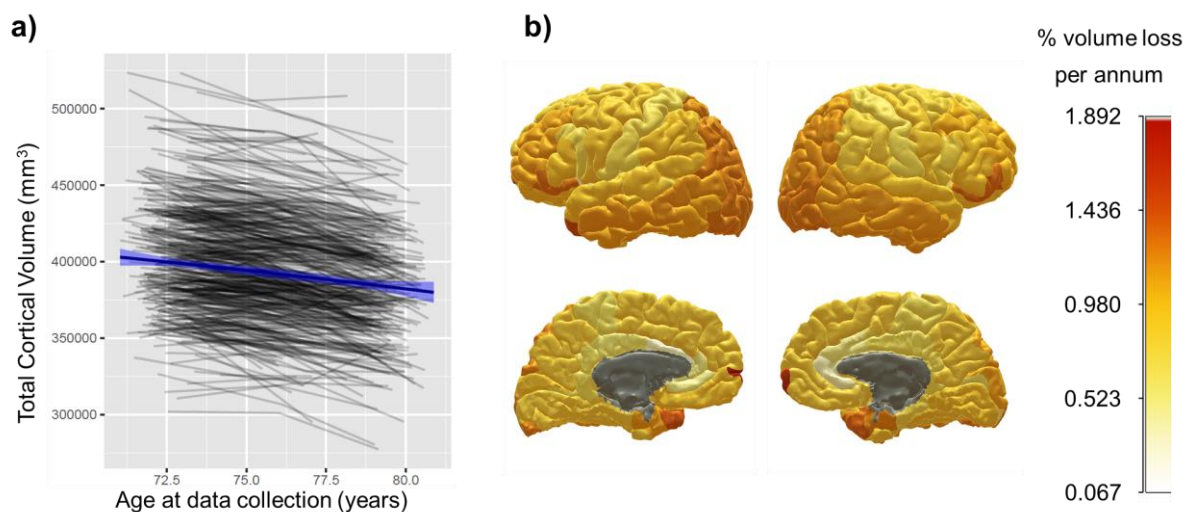 a)
Total Cortical Volume (mm³)
500000
450000
400000
350000
300000
72.5
75.0
77.5
80.0
Age at data collection (years)
b)
% volume loss
per annum
1.892
1.436
0.980
0.523
0.067